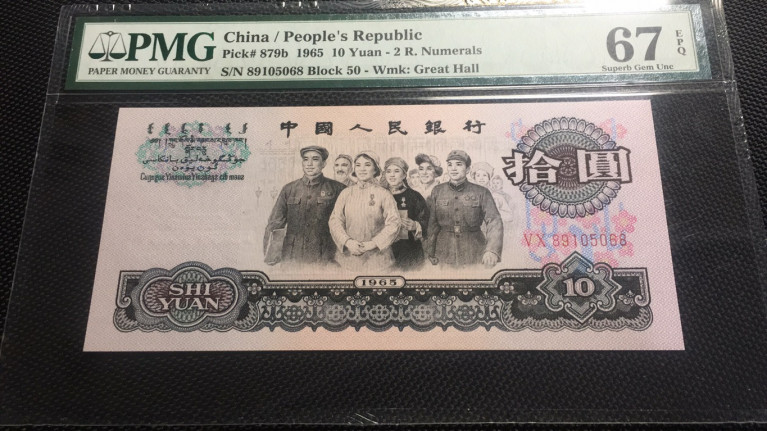 PMG
PAPER MONEY GUARANTY
China / People's Republic
Pick# 879b 1965 10 Yuan - 2 R. Numerals
S/N 89105068 Block 50 - Wmk: Great Hall
67 EPQ
Superb Gem Unc
中國人民銀行
拾圓
VX 89105068
1965
SHI
YUAN
10